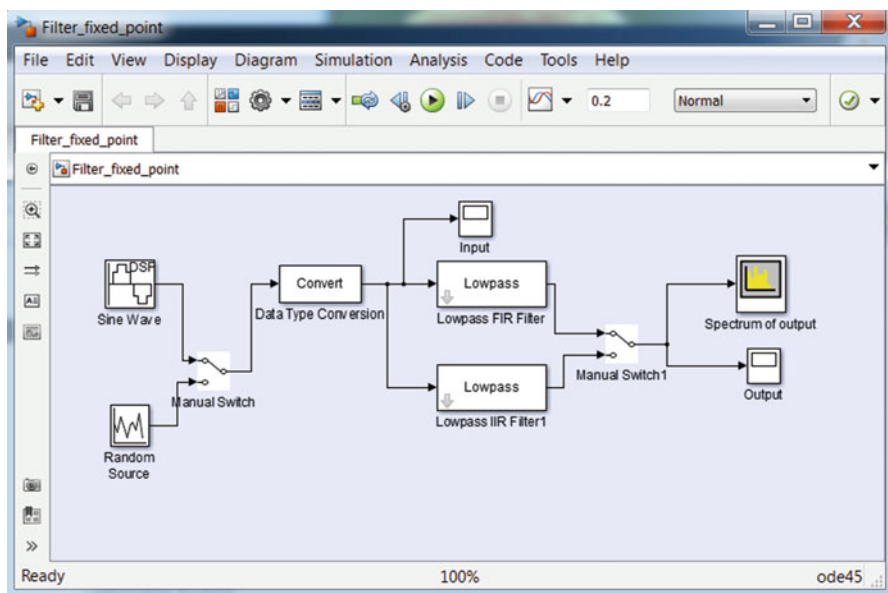 Filter_fixed_point
File Edit View Display Diagram Simulation Analysis Code Tools Help
0.2 Normal
Filter_fixed_point
Filter_fixed_point
Input
DSP
Sine Wave
Convert
Data Type Conversion
Lowpass
Lowpass FIR Filter
Spectrum of output
Manual Switch
Manual Switch1
Lowpass
Lowpass IIR Filter1
Output
Random
Source
Ready 100% ode45